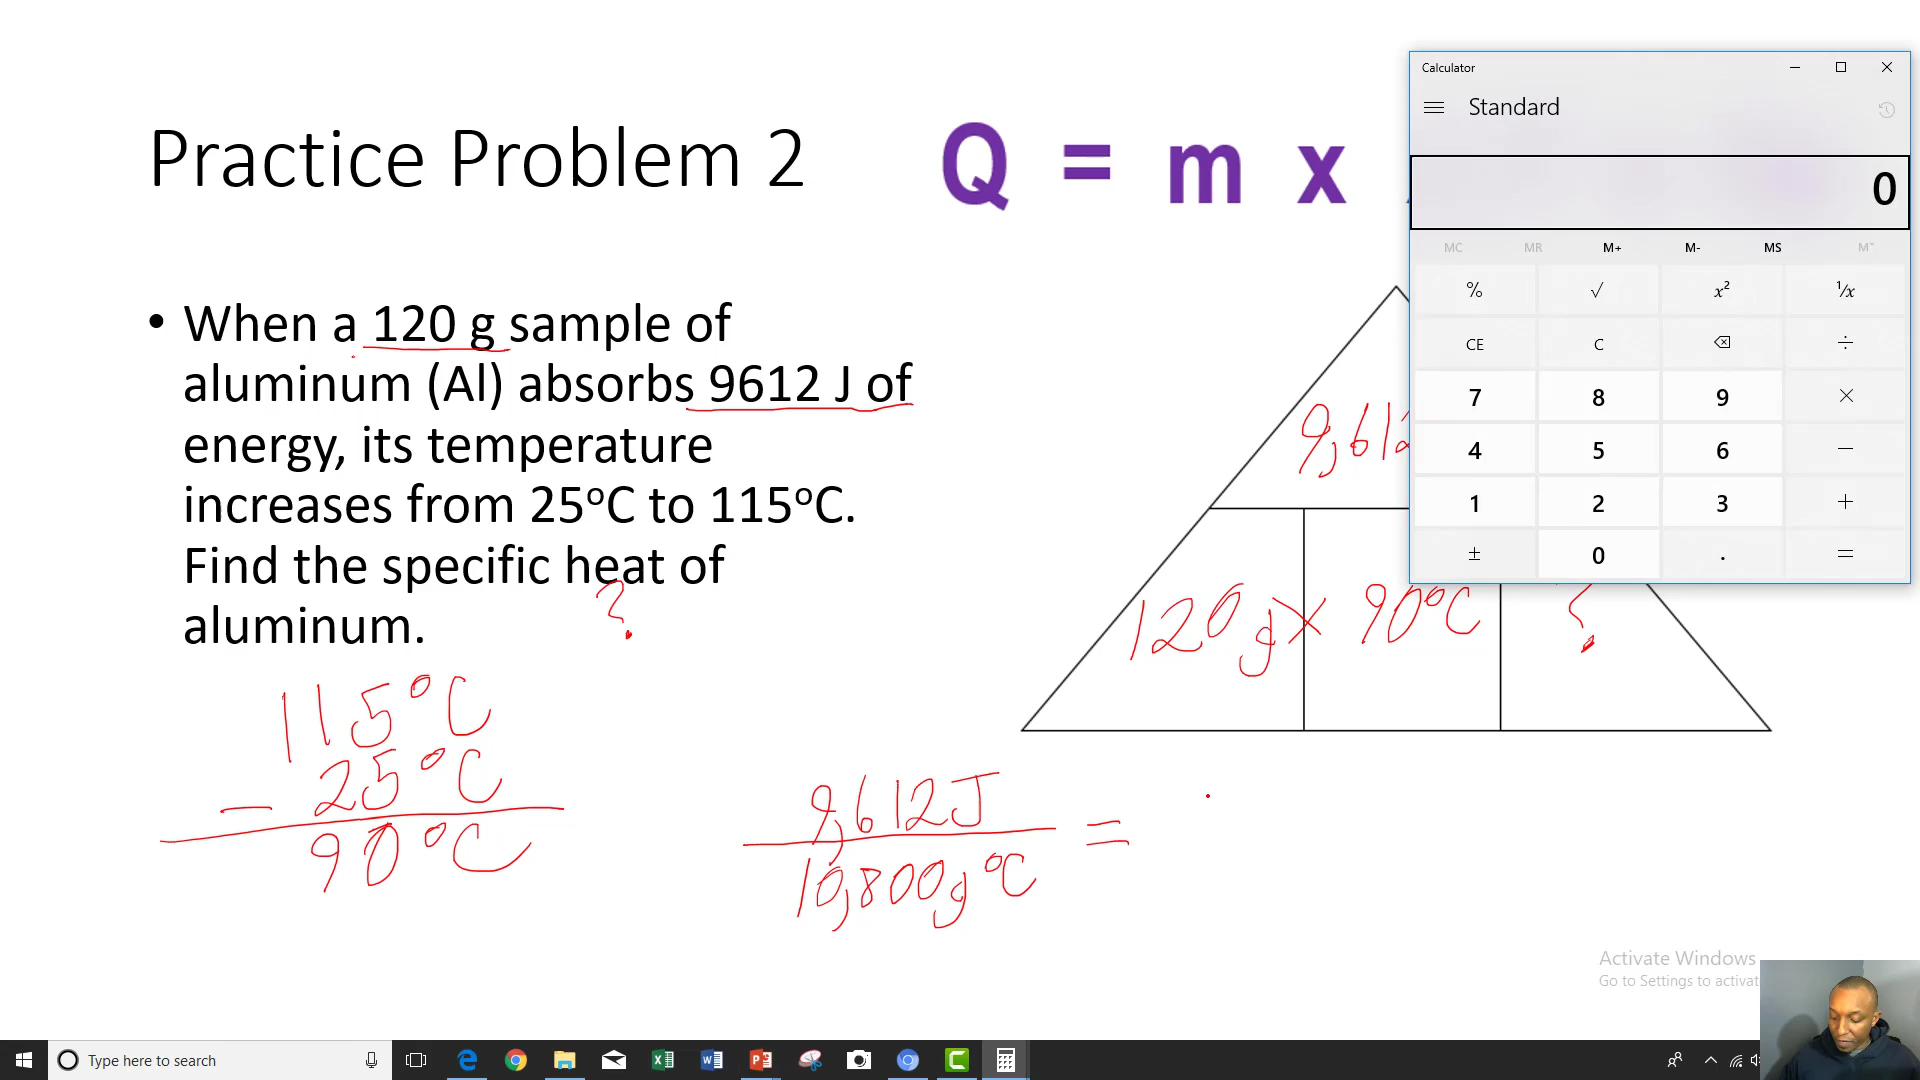 Practice Problem 2
Q = m x
• When a 120 g sample of
aluminum (Al) absorbs 9612 J of
energy, its temperature
increases from 25°C to 115°C.
Find the specific heat of
aluminum.
?
115°C
- 25°C
90°C
9,612
120g x 90°C ?
9,612J
10,800g°C
=
Calculator
Standard
0
MC MR M+ M- MS M˅
% √ x² ¹/x
CE C ÷
7 8 9 ×
4 5 6 −
1 2 3 +
± 0 . =
Activate Windows
Go to Settings to activat
Type here to search